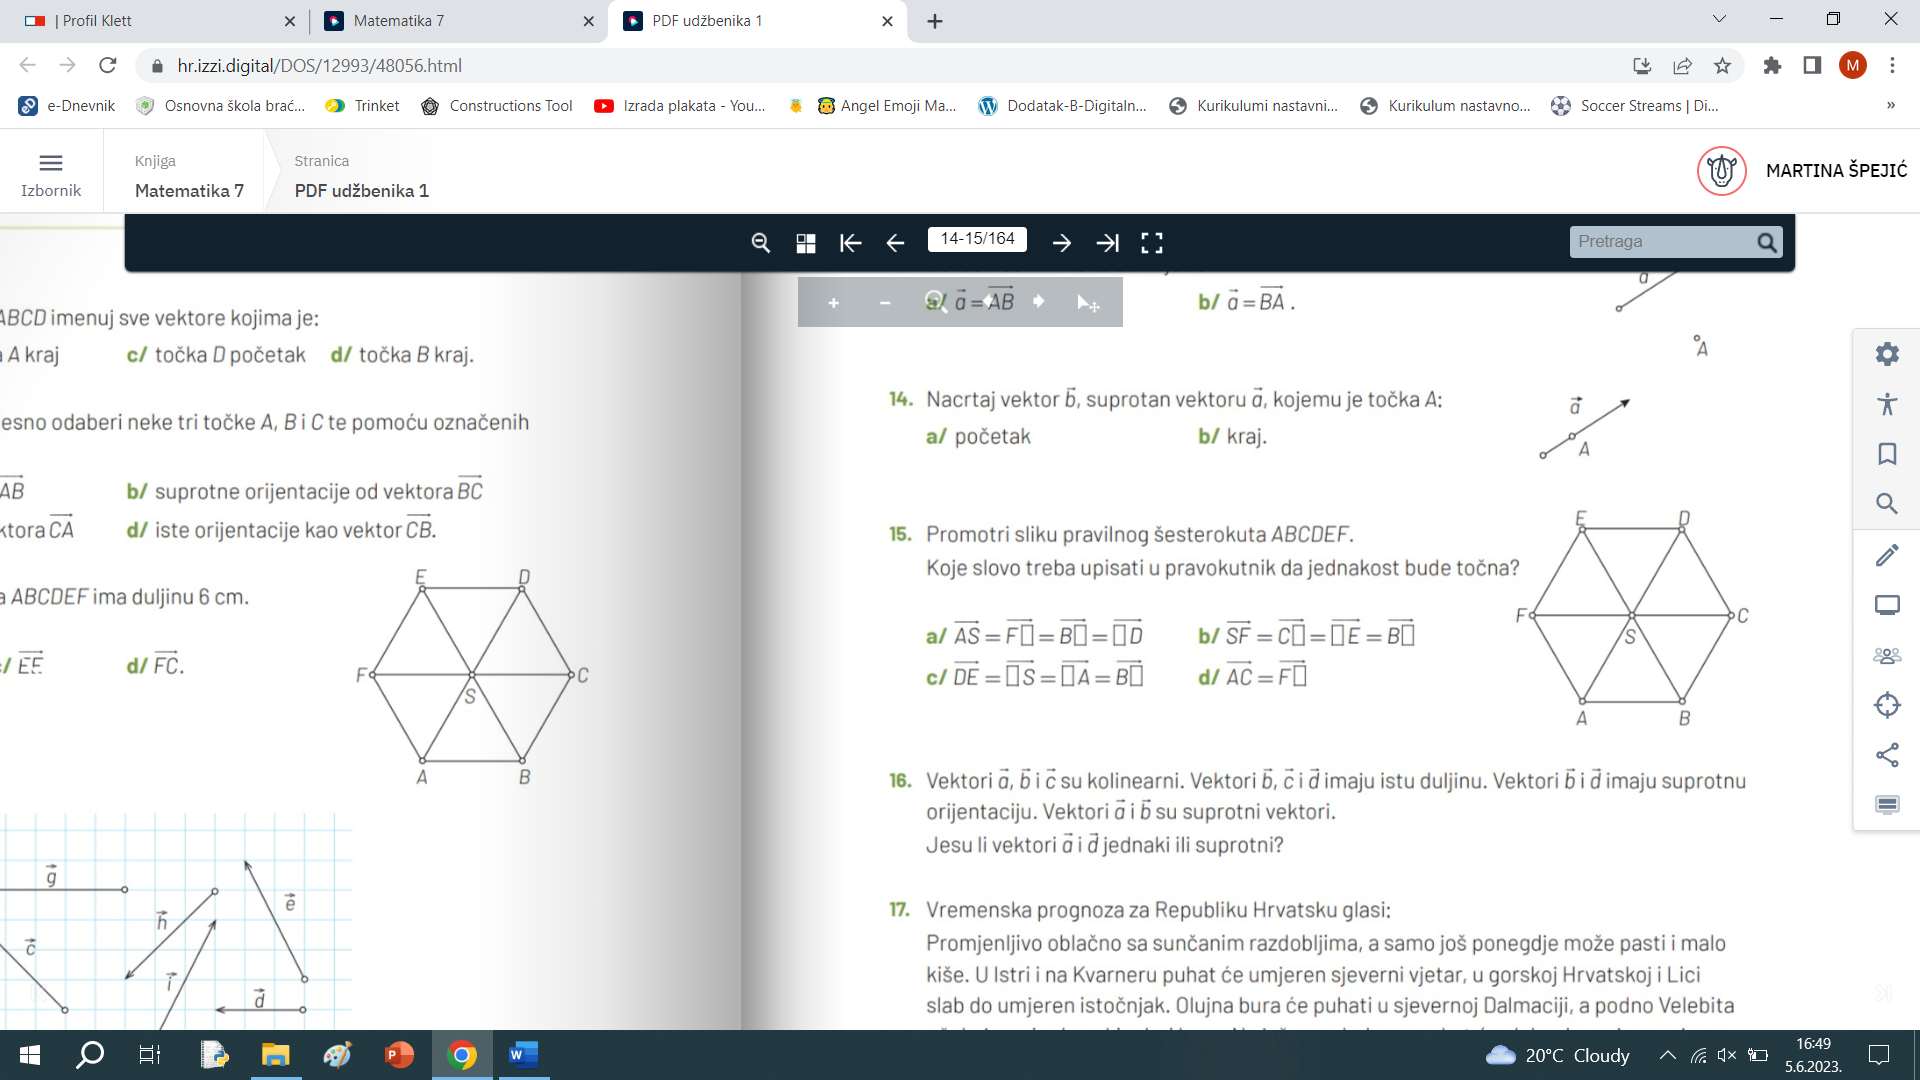 | Profil Klett
Matematika 7
PDF udžbenika 1
hr.izzi.digital/DOS/12993/48056.html
M
e-Dnevnik
Osnovna škola brać...
Trinket
Constructions Tool
Izrada plakata - You...
Angel Emoji Ma...
Dodatak-B-Digitaln...
Kurikulumi nastavni...
Kurikulum nastavno...
Soccer Streams | Di...
»
Izbornik
Knjiga
Matematika 7
Stranica
PDF udžbenika 1
MARTINA ŠPEJIĆ
14-15/164
Pretraga
ABCD imenuj sve vektore kojima je:
A kraj c/ točka D početak d/ točka B kraj.
esno odaberi neke tri točke A, B i C te pomoću označenih
AB b/ suprotne orijentacije od vektora BC
ktora CA d/ iste orijentacije kao vektor CB.
a ABCDEF ima duljinu 6 cm.
c/ EF d/ FC.
E D
F C
S
A B
g
h
e
c
i
d
a/ a⃗ = AB b/ a⃗ = BA .
a
A
14. Nacrtaj vektor b⃗, suprotan vektoru a⃗, kojemu je točka A:
a/ početak b/ kraj.
a⃗
A
15. Promotri sliku pravilnog šesterokuta ABCDEF.
Koje slovo treba upisati u pravokutnik da jednakost bude točna?
a/ AS = F□ = B□ = □D b/ SF = C□ = □E = B□
c/ DE = □S = □A = B□ d/ AC = F□
E D
F C
S
A B
16. Vektori a⃗, b⃗ i c⃗ su kolinearni. Vektori b⃗, c⃗ i d⃗ imaju istu duljinu. Vektori b⃗ i d⃗ imaju suprotnu
orijentaciju. Vektori a⃗ i b⃗ su suprotni vektori.
Jesu li vektori a⃗ i d⃗ jednaki ili suprotni?
17. Vremenska prognoza za Republiku Hrvatsku glasi:
Promjenljivo oblačno sa sunčanim razdobljima, a samo još ponegdje može pasti i malo
kiše. U Istri i na Kvarneru puhat će umjeren sjeverni vjetar, u gorskoj Hrvatskoj i Lici
slab do umjeren istočnjak. Olujna bura će puhati u sjevernoj Dalmaciji, a podno Velebita
20°C Cloudy
16:49
5.6.2023.